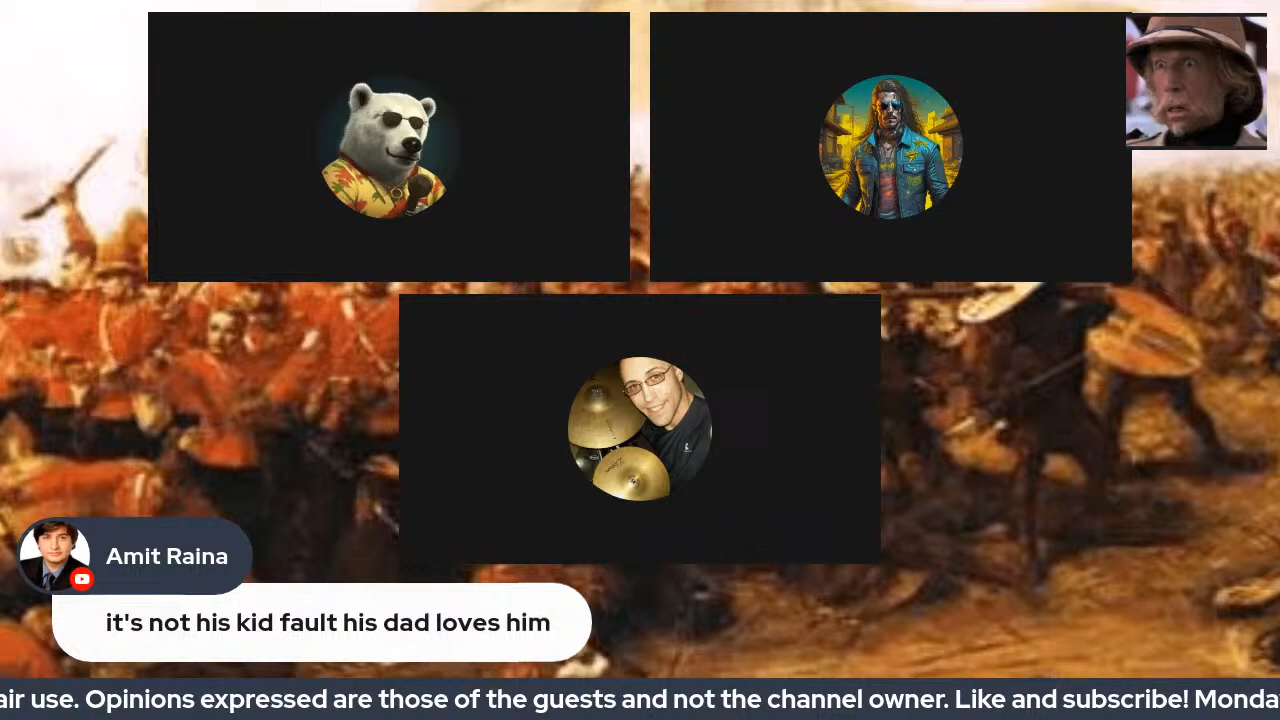 Amit Raina
it's not his kid fault his dad loves him
air use. Opinions expressed are those of the guests and not the channel owner. Like and subscribe! Monda